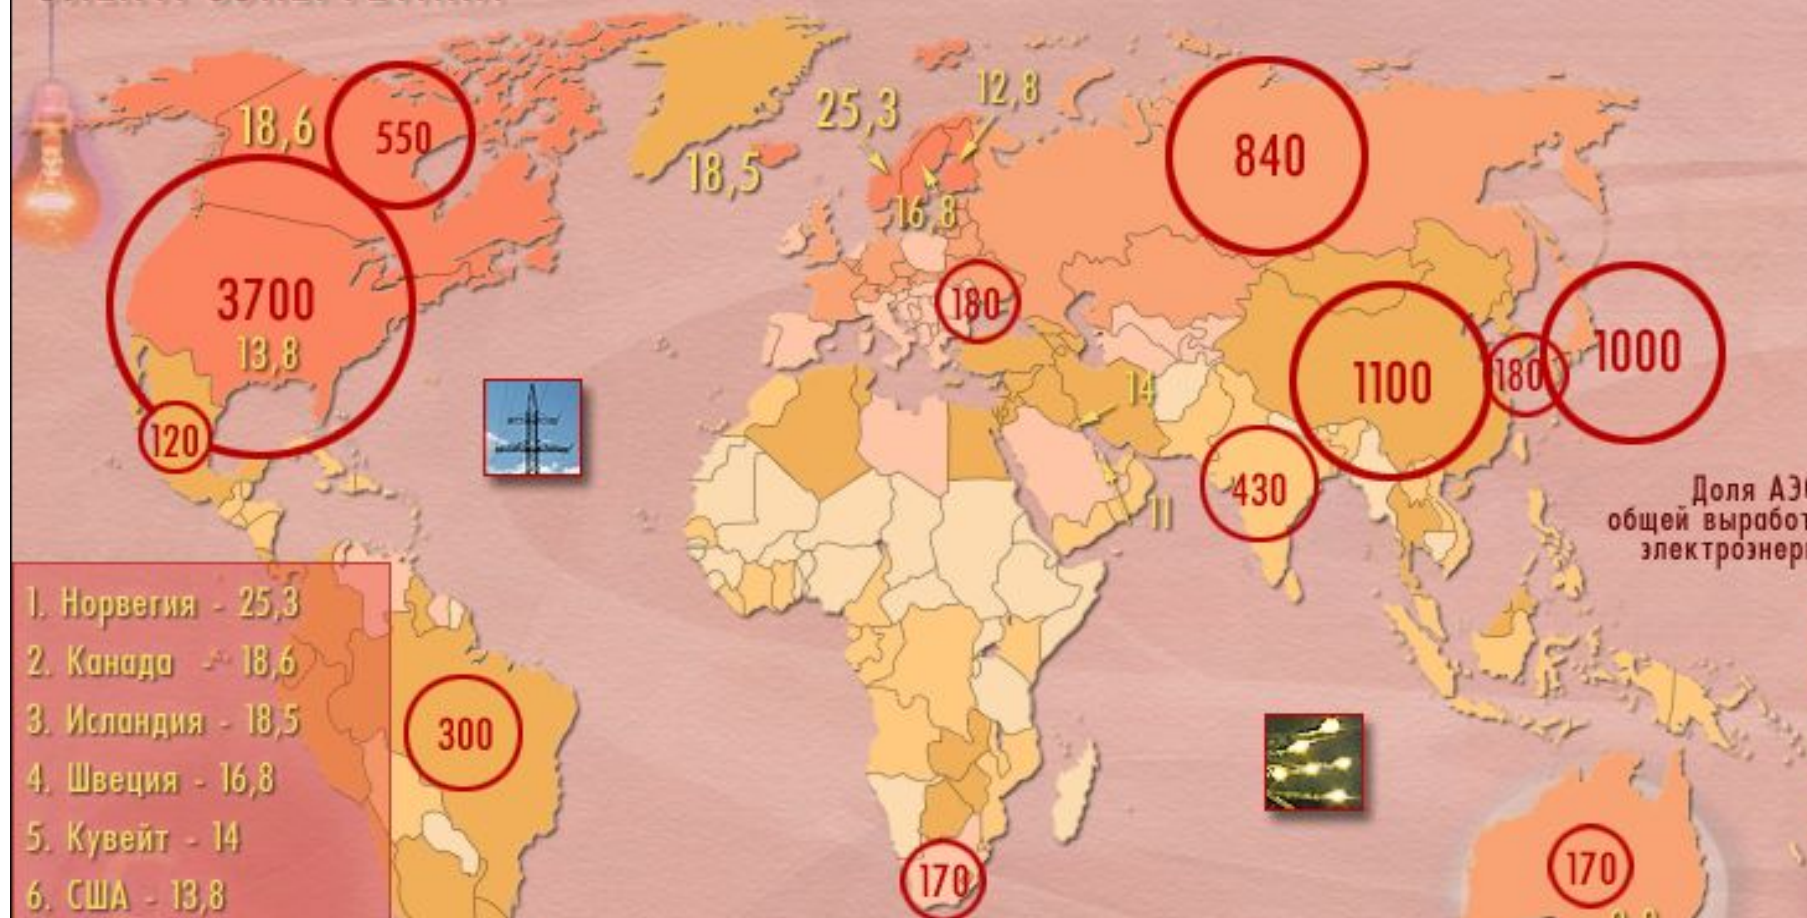 18,6
550
25,3
12,8
840
18,5
16,8
3700
13,8
180
1100
180
1000
14
120
430
11
Доля АЭ
общей выработ
электроэнер
1. Норвегия - 25,3
2. Канада - 18,6
3. Исландия - 18,5
4. Швеция - 16,8
5. Кувейт - 14
6. США - 13,8
300
170
170